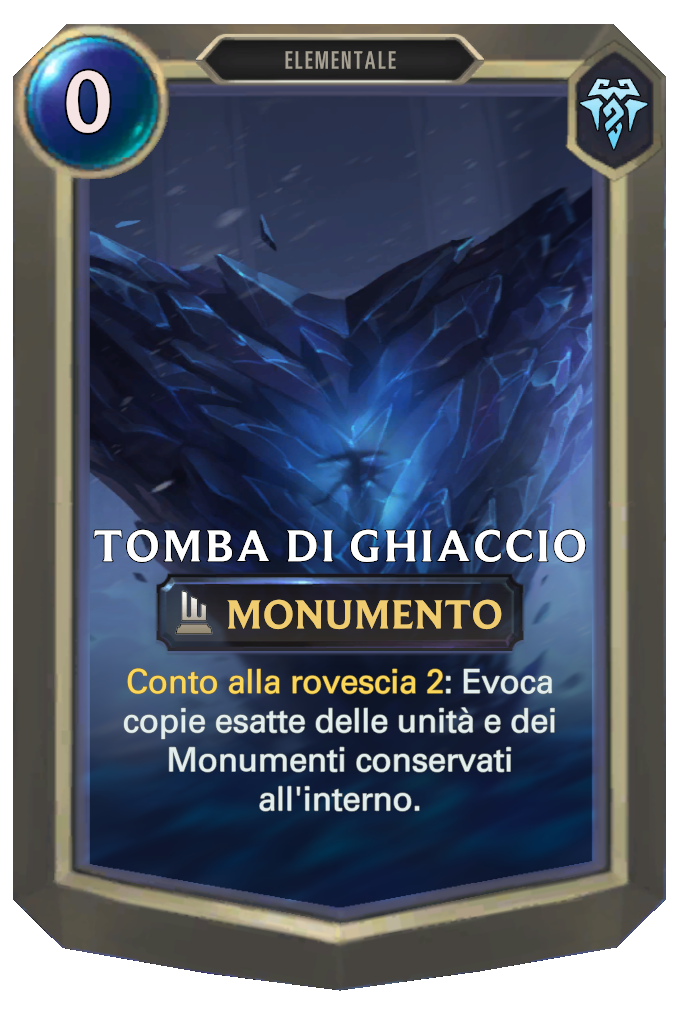 ELEMENTALE
0
TOMBA DI GHIACCIO
MONUMENTO
Conto alla rovescia 2: Evoca
copie esatte delle unità e dei
Monumenti conservati
all'interno.